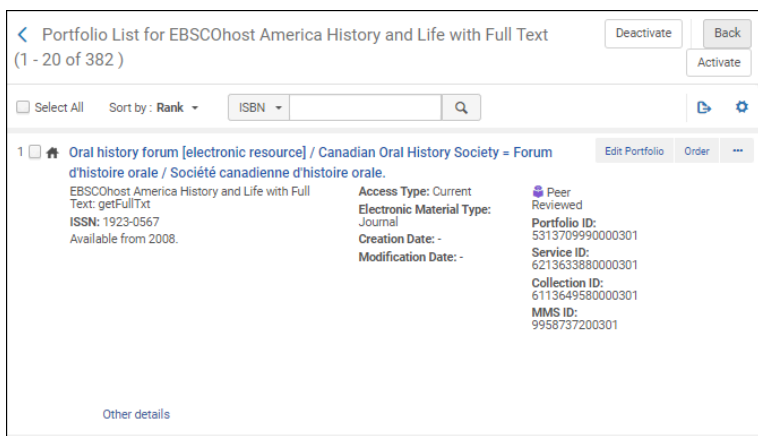 Portfolio List for EBSCOhost America History and Life with Full Text
(1 - 20 of 382 )
Deactivate
Back
Activate
Select All
Sort by : Rank
ISBN
1
Oral history forum [electronic resource] / Canadian Oral History Society = Forum
d'histoire orale / Société canadienne d'histoire orale.
Edit Portfolio
Order
EBSCOhost America History and Life with Full
Text: getFullTxt
ISSN: 1923-0567
Available from 2008.
Access Type: Current
Electronic Material Type:
Journal
Creation Date: -
Modification Date: -
Peer
Reviewed
Portfolio ID:
5313709990000301
Service ID:
6213633880000301
Collection ID:
6113649580000301
MMS ID:
9958737200301
Other details